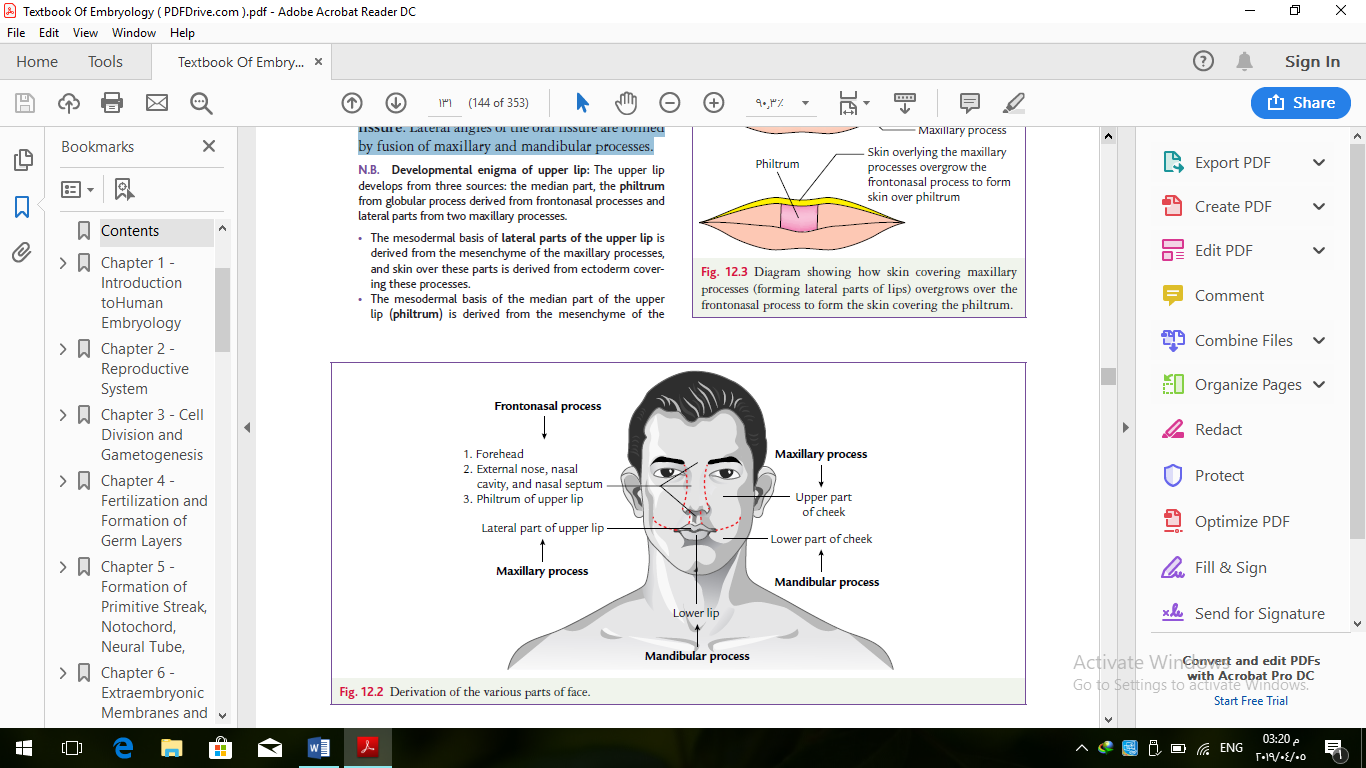 Textbook Of Embryology ( PDFDrive.com ).pdf - Adobe Acrobat Reader DC
File Edit View Window Help
Home Tools Textbook Of Embry... ×
Sign In
١٣١ (144 of 353) ٩٠,٣٪
Share
Bookmarks
Contents
Chapter 1 -
Introduction
toHuman
Embryology
Chapter 2 -
Reproductive
System
Chapter 3 - Cell
Division and
Gametogenesis
Chapter 4 -
Fertilization and
Formation of
Germ Layers
Chapter 5 -
Formation of
Primitive Streak,
Notochord,
Neural Tube,
Chapter 6 -
Extraembryonic
Membranes and
fissure. Lateral angles of the oral fissure are formed
by fusion of maxillary and mandibular processes.
N.B. Developmental enigma of upper lip: The upper lip
develops from three sources: the median part, the philtrum
from globular process derived from frontonasal processes and
lateral parts from two maxillary processes.
• The mesodermal basis of lateral parts of the upper lip is
derived from the mesenchyme of the maxillary processes,
and skin over these parts is derived from ectoderm cover-
ing these processes.
• The mesodermal basis of the median part of the upper
lip (philtrum) is derived from the mesenchyme of the
Maxillary process
Philtrum
Skin overlying the maxillary
processes overgrow the
frontonasal process to form
skin over philtrum
Fig. 12.3 Diagram showing how skin covering maxillary
processes (forming lateral parts of lips) overgrows over the
frontonasal process to form the skin covering the philtrum.
Frontonasal process
1. Forehead
2. External nose, nasal
cavity, and nasal septum
3. Philtrum of upper lip
Lateral part of upper lip
Maxillary process
Maxillary process
Upper part
of cheek
Lower part of cheek
Mandibular process
Lower lip
Mandibular process
Fig. 12.2 Derivation of the various parts of face.
Export PDF
Create PDF
Edit PDF
Comment
Combine Files
Organize Pages
Redact
Protect
Optimize PDF
Fill & Sign
Send for Signature
Convert and edit PDFs
with Acrobat Pro DC
Start Free Trial
Activate Windows
Go to Settings to activate Windows.
ENG
03:20 م
٢٠١٩/٠٤/٠٥